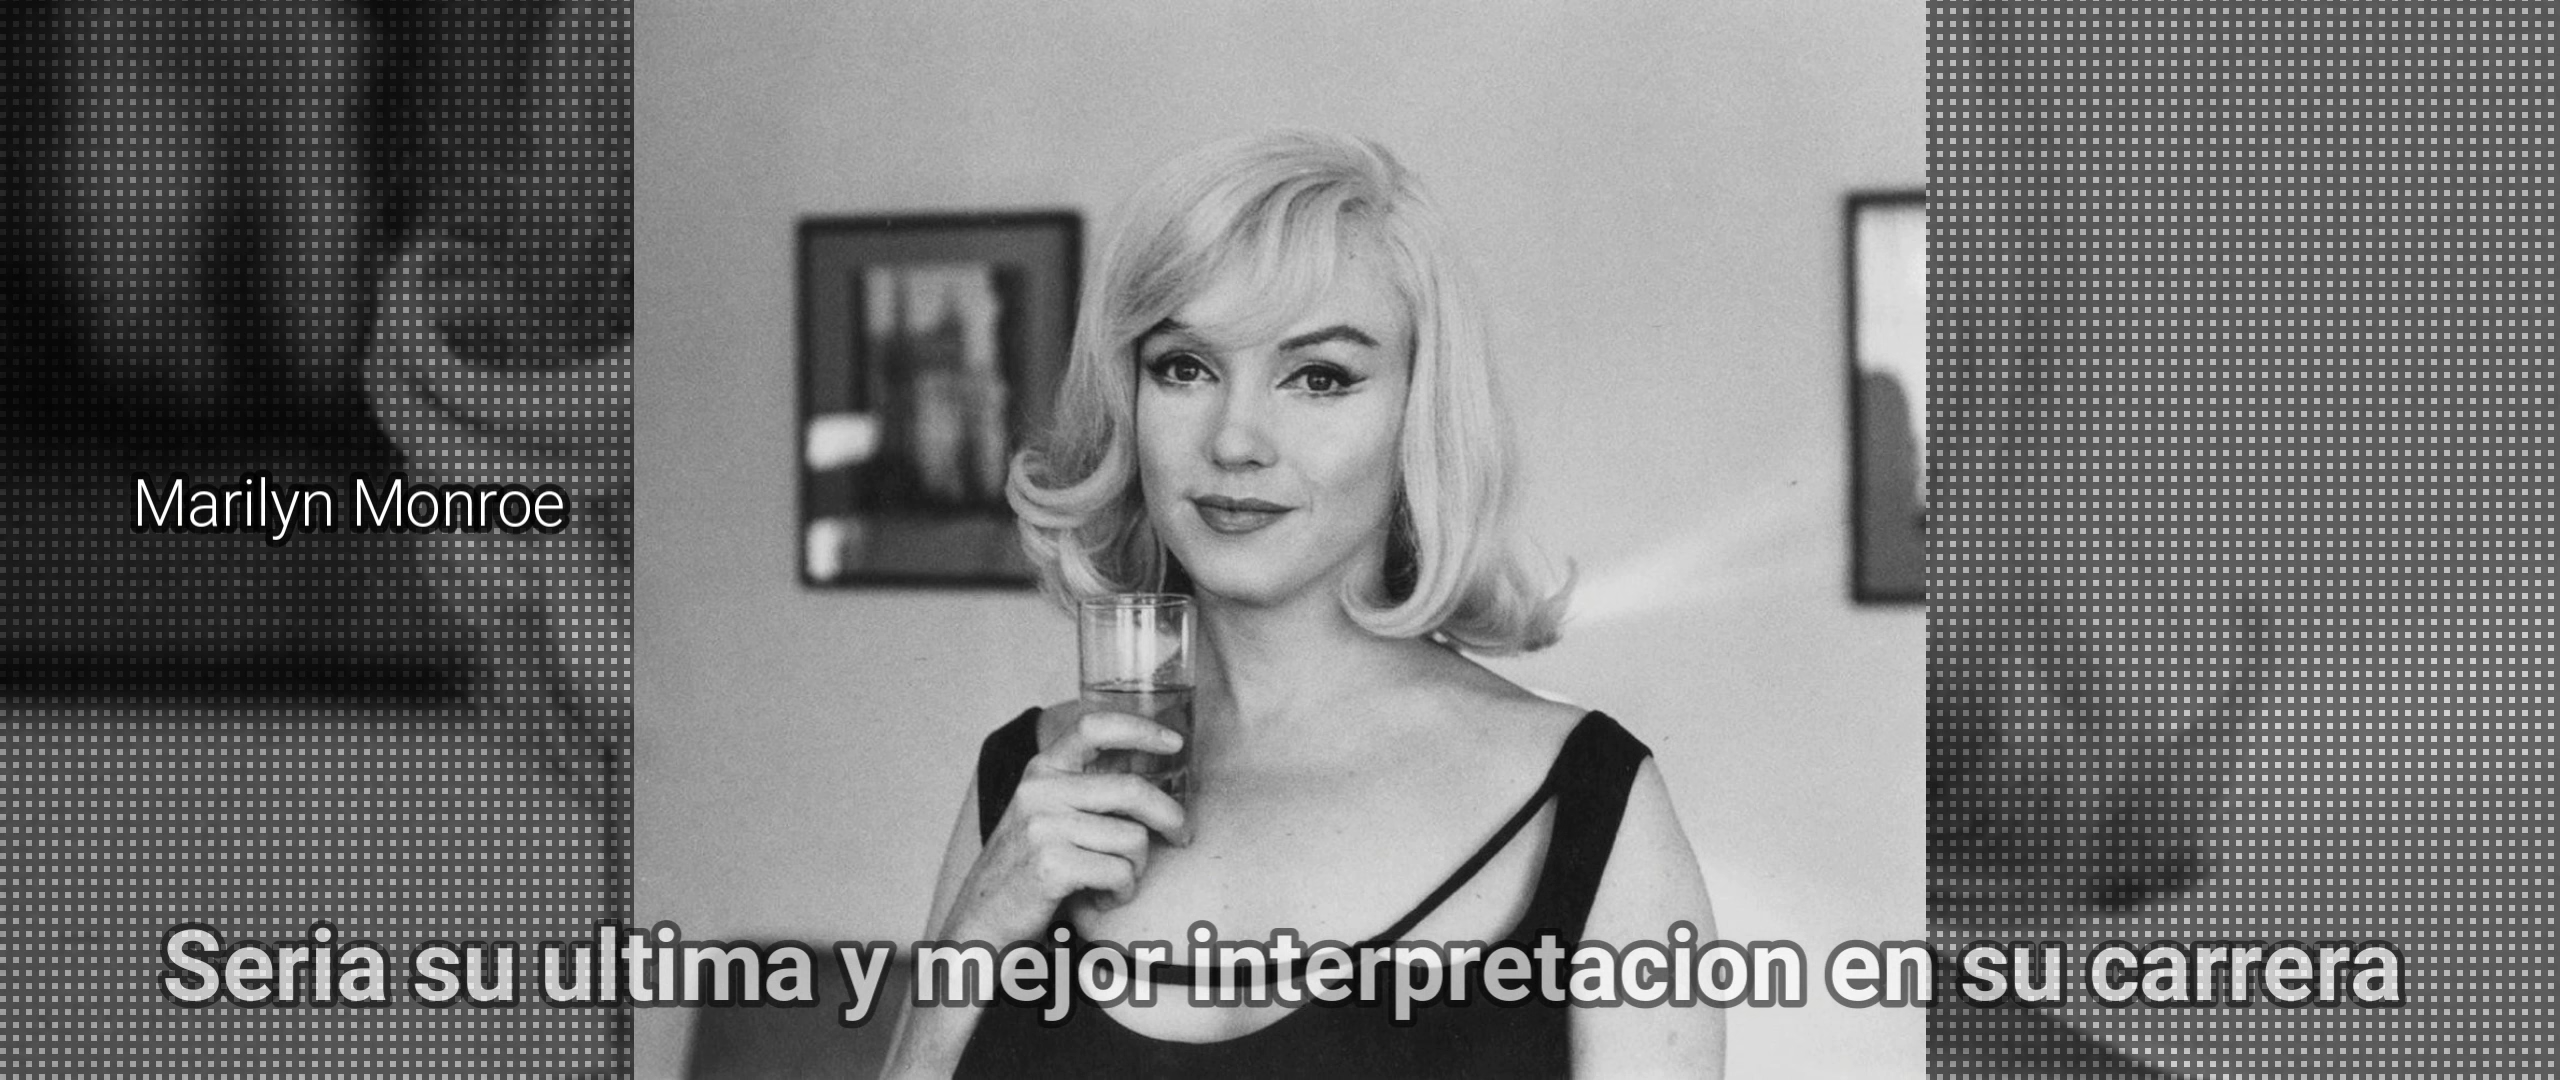 Marilyn Monroe
Seria su ultima y mejor interpretacion en su carrera